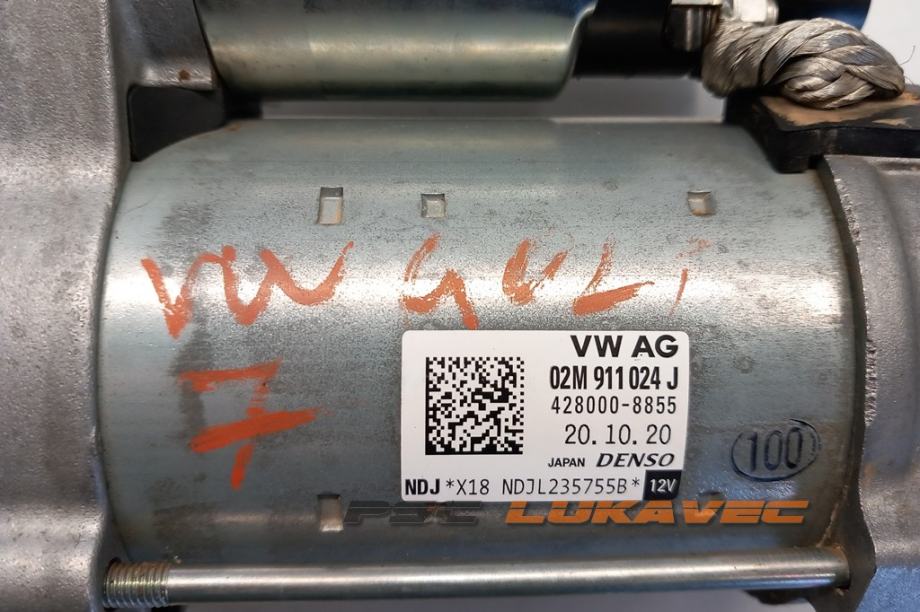 VW GOLF
7
VW AG
02M 911 024 J
428000-8855
20.10.20
JAPAN DENSO
NDJ *X18 NDJL235755B* 12V
100
PSC LUKAVEC